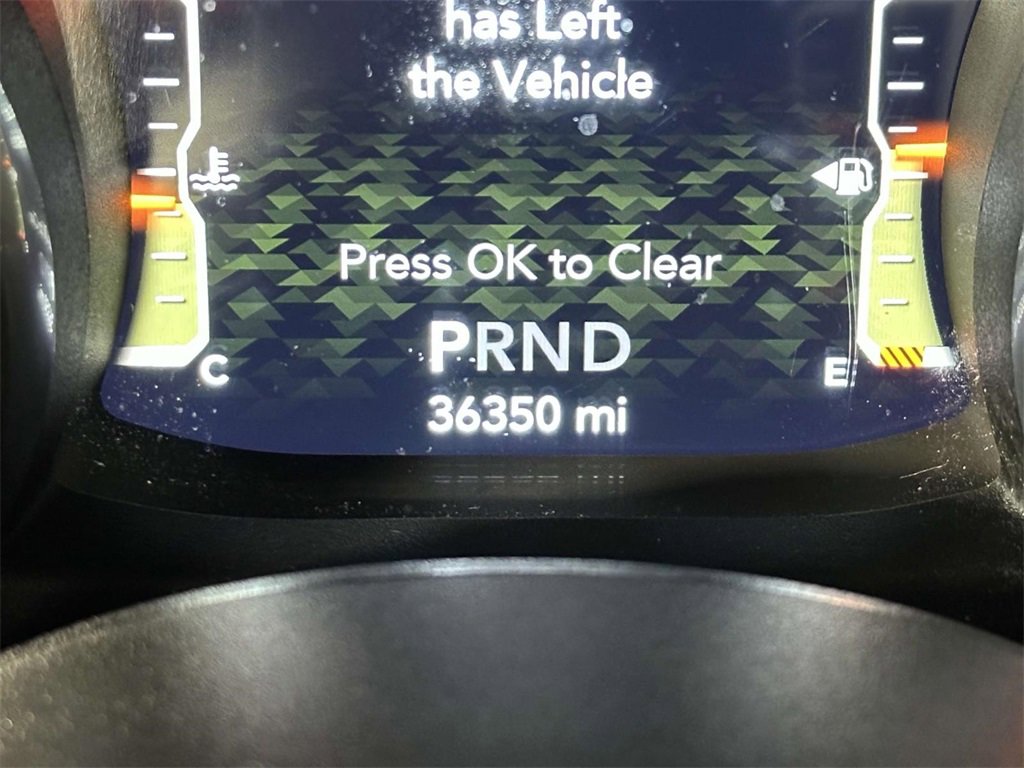 has Left
the Vehicle
Press OK to Clear
PRND
C
E
36350 mi